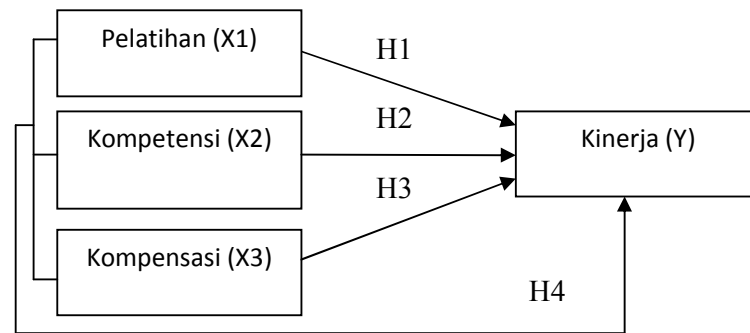 Pelatihan (X1)
H1
H2
Kompetensi (X2)
Kinerja (Y)
H3
Kompensasi (X3)
H4